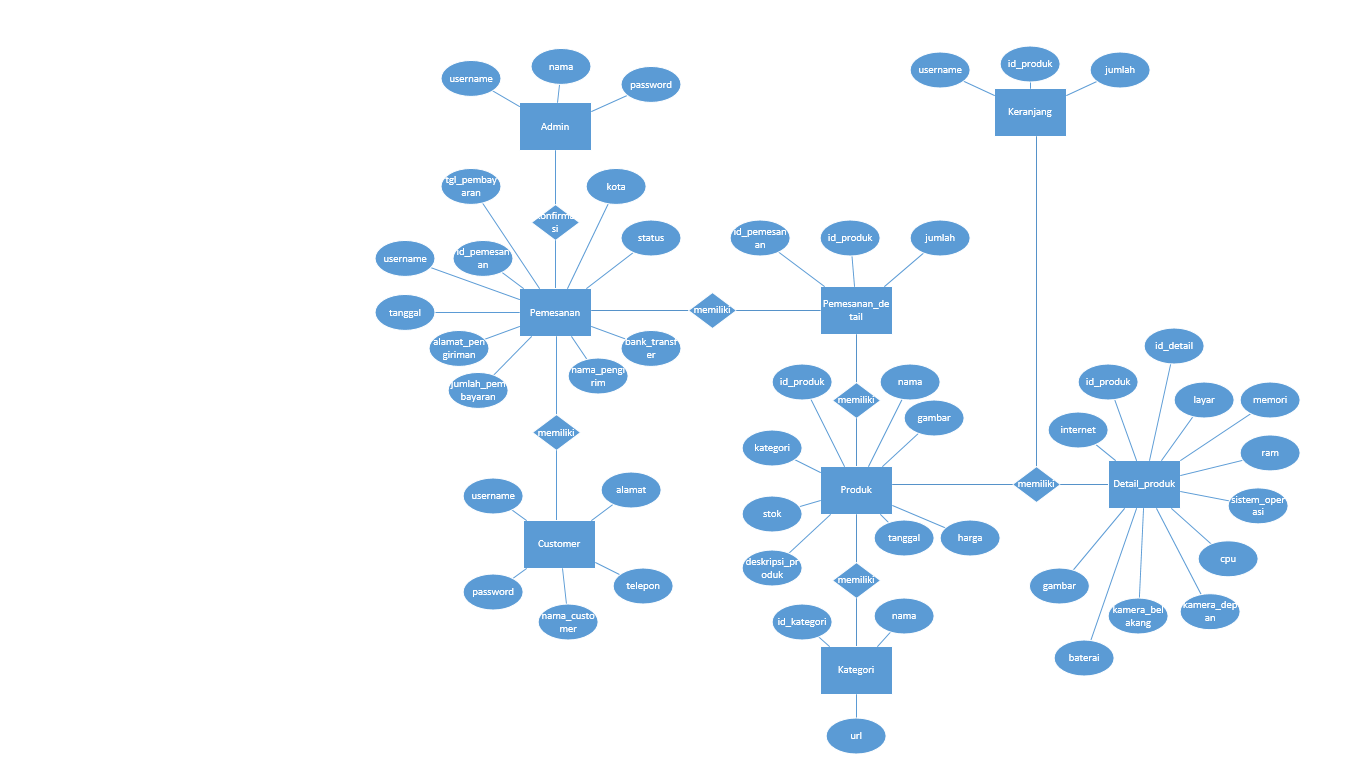 username
nama
password
Admin
username
id_produk
jumlah
Keranjang
tgl_pembay
aran
kota
konfirma
si
status
username
id_pemesan
an
tanggal
Pemesanan
alamat_pen
giriman
jumlah_pem
bayaran
nama_pengi
rim
bank_transf
er
memiliki
id_pemesan
an
id_produk
jumlah
Pemesanan_de
tail
memiliki
memiliki
username
alamat
Customer
password
nama_custo
mer
telepon
id_produk
nama
gambar
kategori
Produk
stok
deskripsi_pr
oduk
tanggal
harga
memiliki
id_kategori
nama
Kategori
url
memiliki
id_detail
id_produk
layar
memori
internet
ram
Detail_produk
sistem_oper
asi
cpu
gambar
kamera_bel
akang
kamera_dep
an
baterai